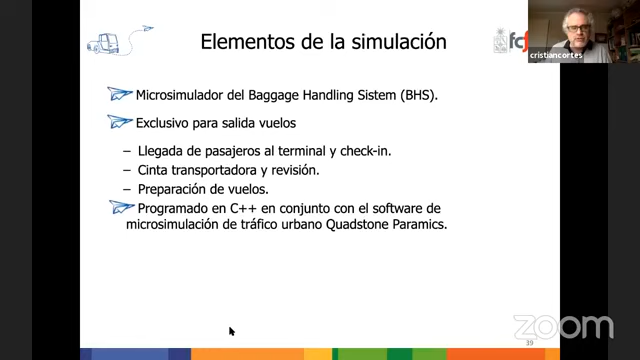 Elementos de la simulación
fcf
cristiancortes
Microsimulador del Baggage Handling Sistem (BHS).
Exclusivo para salida vuelos
– Llegada de pasajeros al terminal y check-in.
– Cinta transportadora y revisión.
– Preparación de vuelos.
Programado en C++ en conjunto con el software de
microsimulación de tráfico urbano Quadstone Paramics.
zoom
39